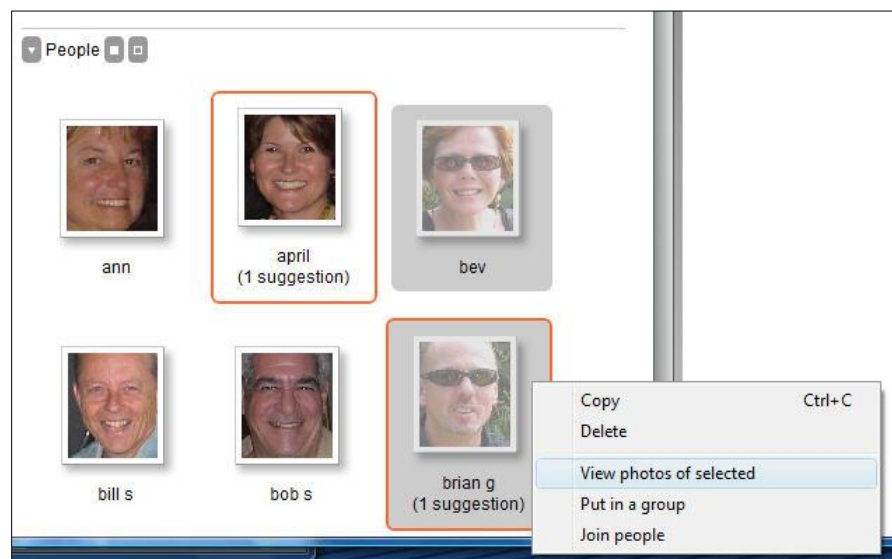 People
ann
april
(1 suggestion)
bev
bill s
bob s
brian g
(1 suggestion)
Copy Ctrl+C
Delete
View photos of selected
Put in a group
Join people